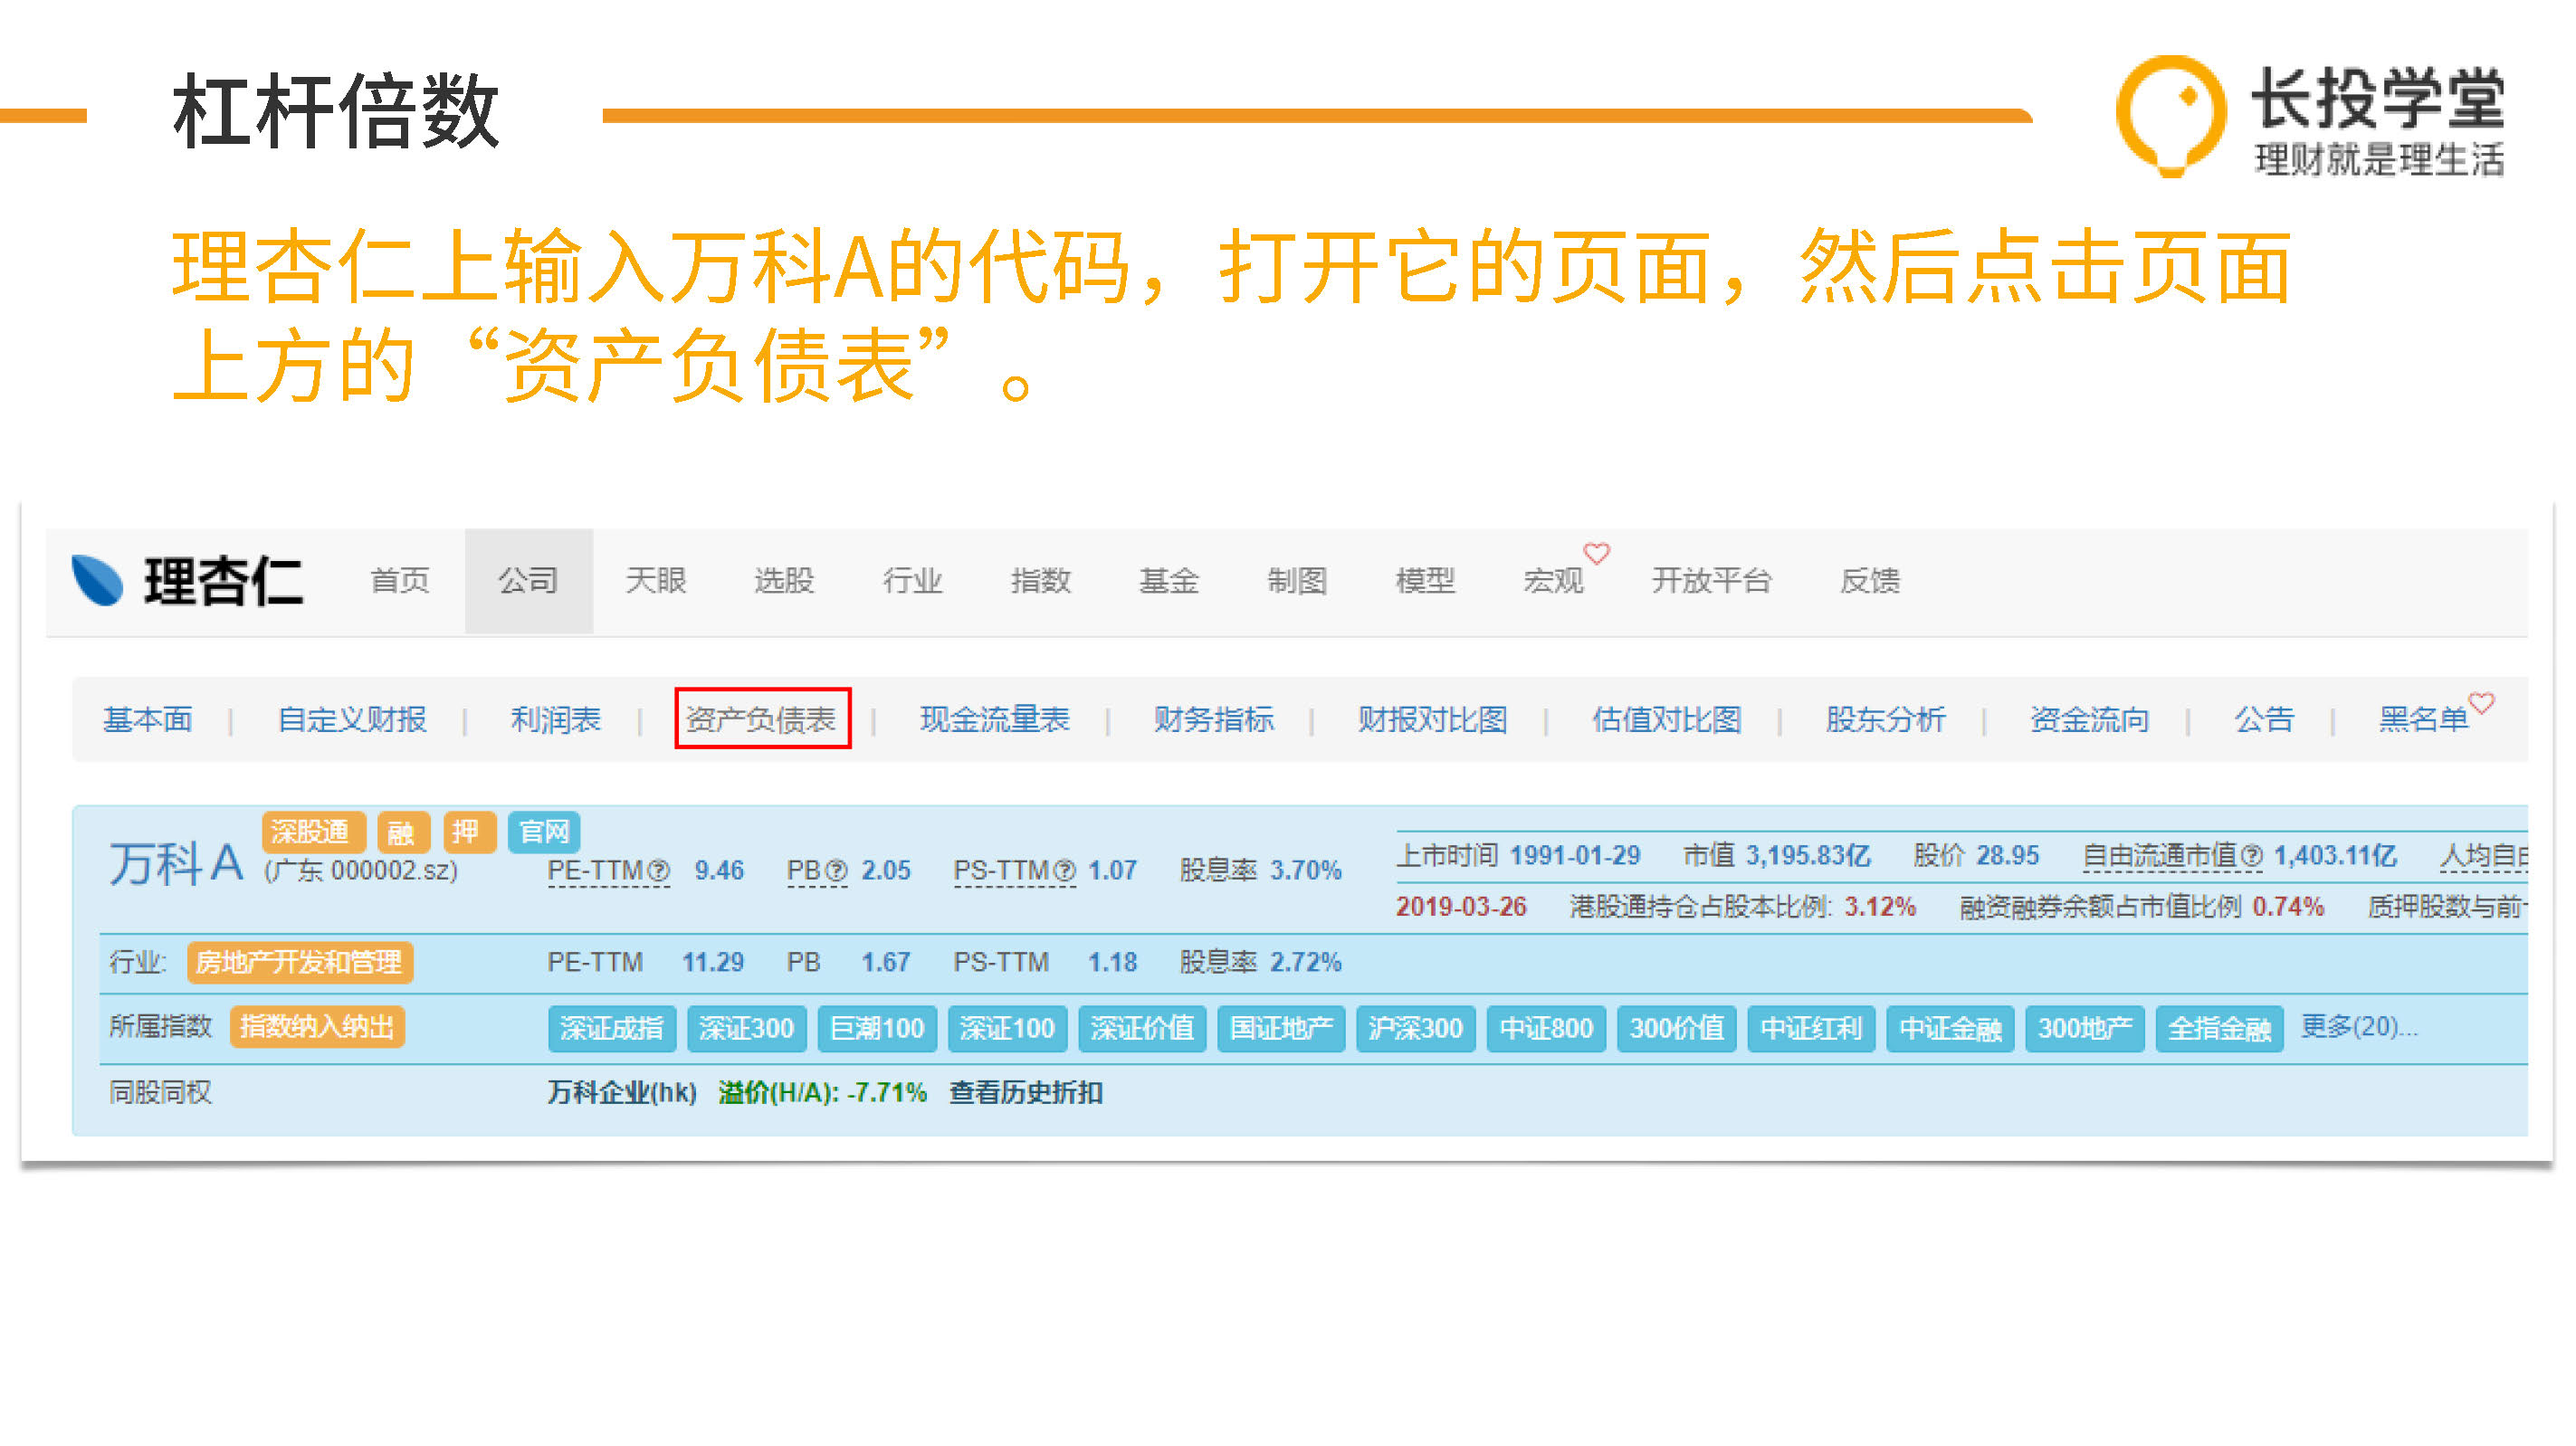 杠杆倍数
长投学堂
理财就是理生活
理杏仁上输入万科A的代码，打开它的页面，然后点击页面
上方的“资产负债表”。
理杏仁 首页 公司 天眼 选股 行业 指数 基金 制图 模型 宏观 开放平台 反馈
基本面 | 自定义财报 | 利润表 | 资产负债表 | 现金流量表 | 财务指标 | 财报对比图 | 估值对比图 | 股东分析 | 资金流向 | 公告 | 黑名单
深股通 融 押 官网
万科A (广东 000002.sz) PE-TTM? 9.46 PB? 2.05 PS-TTM? 1.07 股息率 3.70%
上市时间 1991-01-29 市值 3,195.83亿 股价 28.95 自由流通市值? 1,403.11亿 人均自由
2019-03-26 港股通持仓占股本比例: 3.12% 融资融券余额占市值比例 0.74% 质押股数与前
行业: 房地产开发和管理 PE-TTM 11.29 PB 1.67 PS-TTM 1.18 股息率 2.72%
所属指数 指数纳入纳出 深证成指 深证300 巨潮100 深证100 深证价值 国证地产 沪深300 中证800 300价值 中证红利 中证金融 300地产 全指金融 更多(20)...
同股同权 万科企业(hk) 溢价(H/A): -7.71% 查看历史折扣